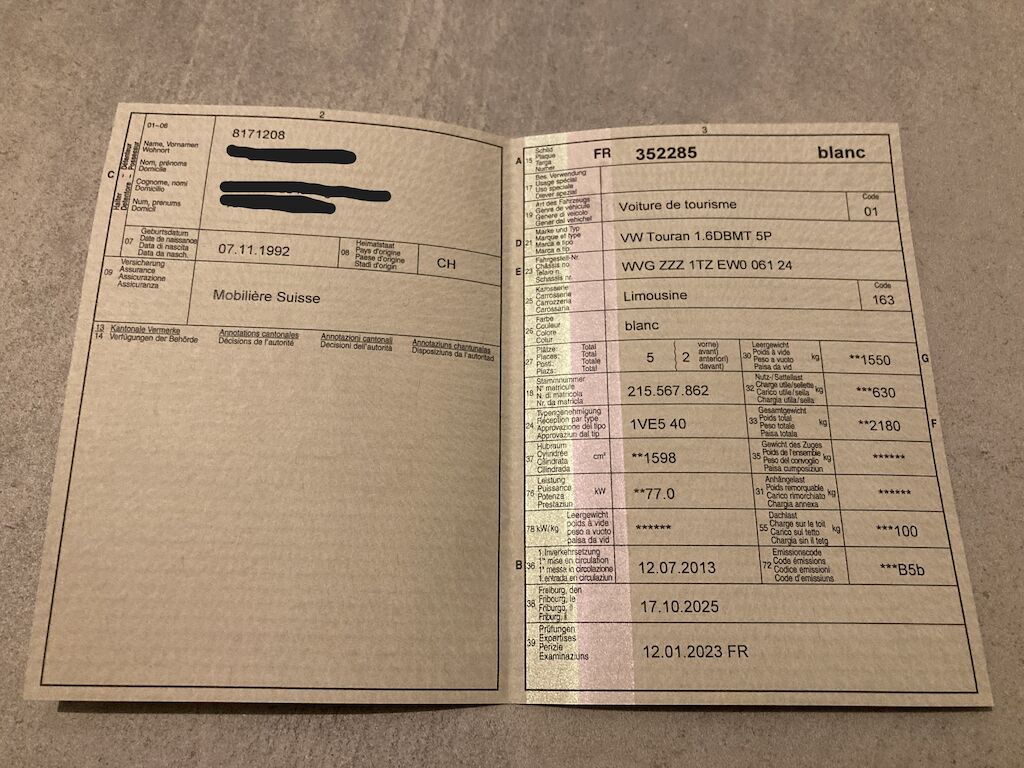 2
01-06
8171208
C
Halter
Détenteur
Detentore
Possessur
Name, Vornamen
Wohnort
Nom, prénoms
Domicile
Cognome, nomi
Domicilio
Num, prenums
Domicil
07
Geburtsdatum
Date de naissance
Data di nascita
Data da nasch.
07.11.1992
08
Heimatstaat
Pays d'origine
Paese d'origine
Stadi d'origin
CH
09
Versicherung
Assurance
Assicurazione
Assicuranza
Mobilière Suisse
13 Kantonale Vermerke Annotations cantonales Annotazioni cantonali Annotaziuns chantunalas
14 Verfügungen der Behörde Décisions de l'autorité Decisioni dell'autorità Disposiziuns da l'autoritad
3
A 15
Schild
Plaque
Targa
Numer
FR 352285 blanc
17
Bes. Verwendung
Usage spécial
Uso speciale
Diever spezial
19
Art des Fahrzeugs
Genre de véhicule
Genere di veicolo
Gener dal vehichel
Voiture de tourisme
Code
01
D 21
Marke und Typ
Marque et type
Marca e tipo
Marca e tip
VW Touran 1.6DBMT 5P
E 23
Fahrgestell-Nr.
Châssis no
Telaio n.
Schassis nr.
WVG ZZZ 1TZ EW0 061 24
25
Karosserie
Carrosserie
Carrozzeria
Carossaria
Limousine
Code
163
26
Farbe
Couleur
Colore
Colur
blanc
27
Plätze: Total
Places: Total
Posti: Totale
Plazs: Total
5 2
vorne)
avant)
anteriori)
davant)
30
Leergewicht
Poids à vide
Peso a vuoto
Paisa da vid
kg
**1550
G
18
Stammnummer
N° matricule
N. di matricola
Nr. da matricla
215.567.862
32
Nutz-/Sattellast
Charge utile/sellette
Carico utile/sella
Chargia utila/sella
kg
***630
24
Typengenehmigung
Réception par type
Approvazione del tipo
Approvaziun dal tip
1VE5 40
33
Gesamtgewicht
Poids total
Peso totale
Paisa totala
kg
**2180
F
37
Hubraum
Cylindrée
Cilindrata
Cilindrada
cm³
**1598
35
Gewicht des Zuges
Poids de l'ensemble
Peso del convoglio
Paisa cumposiziun
kg
******
76
Leistung
Puissance
Potenza
Prestaziun
kW
**77.0
31
Anhängelast
Poids remorquable
Carico rimorchiato
Chargia annexa
kg
******
78 kW/kg
Leergewicht
poids à vide
peso a vuoto
paisa da vid
******
55
Dachlast
Charge sur le toit
Carico sul tetto
Chargia sin il tetg
kg
***100
B 36
1. Inverkehrsetzung
1re mise en circulation
1a messa in circolazione
1. entrada en circulaziun
12.07.2013
72
Emissionscode
Code émissions
Codice emissioni
Code d'emissiuns
***B5b
38
Freiburg, den
Fribourg, le
Friburgo, il
Friburg, il
17.10.2025
39
Prüfungen
Expertises
Perizie
Examinaziuns
12.01.2023 FR